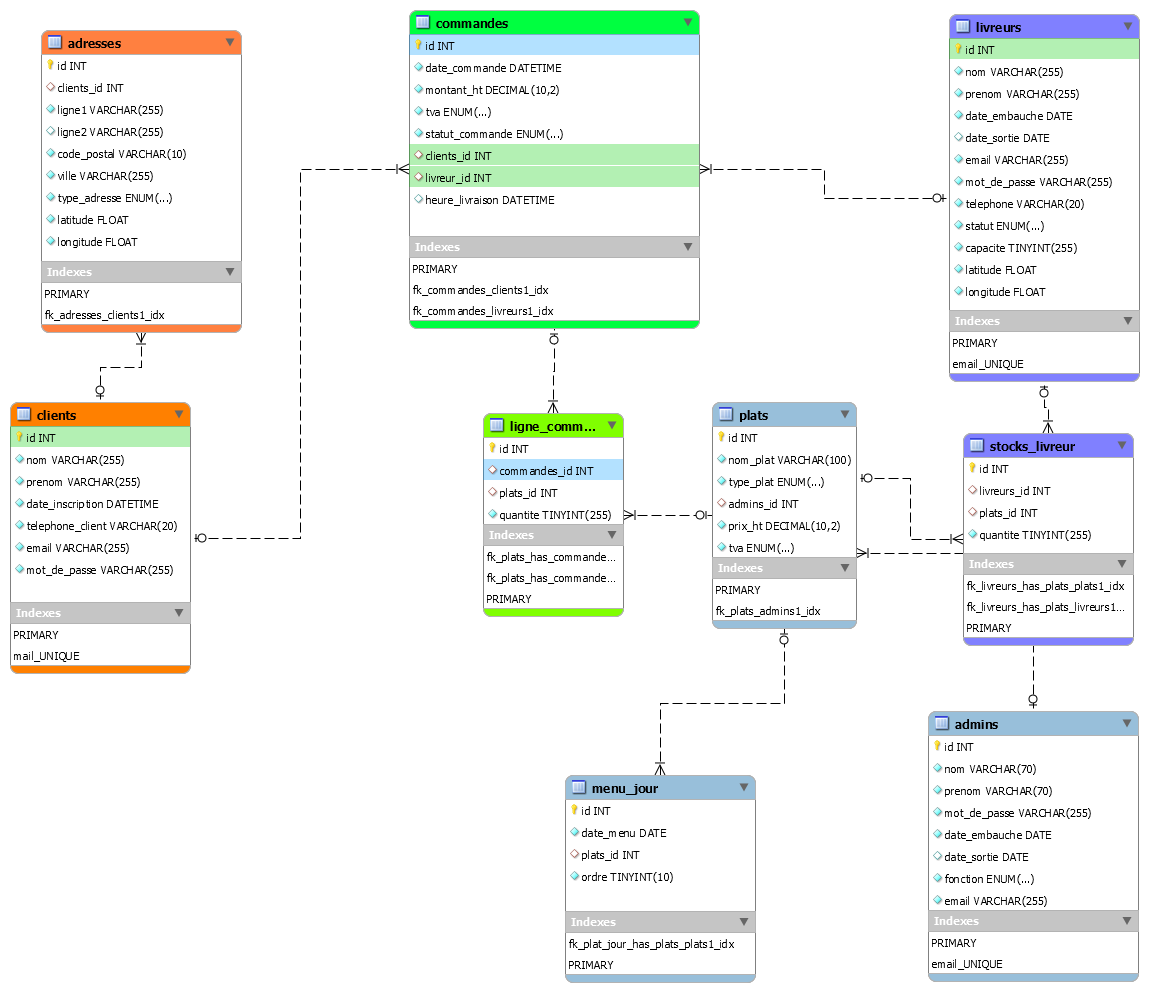 adresses
id INT
clients_id INT
ligne1 VARCHAR(255)
ligne2 VARCHAR(255)
code_postal VARCHAR(10)
ville VARCHAR(255)
type_adresse ENUM(...)
latitude FLOAT
longitude FLOAT
Indexes
PRIMARY
fk_adresses_clients1_idx
clients
id INT
nom VARCHAR(255)
prenom VARCHAR(255)
date_inscription DATETIME
telephone_client VARCHAR(20)
email VARCHAR(255)
mot_de_passe VARCHAR(255)
Indexes
PRIMARY
mail_UNIQUE
commandes
id INT
date_commande DATETIME
montant_ht DECIMAL(10,2)
tva ENUM(...)
statut_commande ENUM(...)
clients_id INT
livreur_id INT
heure_livraison DATETIME
Indexes
PRIMARY
fk_commandes_clients1_idx
fk_commandes_livreurs1_idx
ligne_comm...
id INT
commandes_id INT
plats_id INT
quantite TINYINT(255)
Indexes
fk_plats_has_commande...
fk_plats_has_commande...
PRIMARY
plats
id INT
nom_plat VARCHAR(100)
type_plat ENUM(...)
admins_id INT
prix_ht DECIMAL(10,2)
tva ENUM(...)
Indexes
PRIMARY
fk_plats_admins1_idx
menu_jour
id INT
date_menu DATE
plats_id INT
ordre TINYINT(10)
Indexes
fk_plat_jour_has_plats_plats1_idx
PRIMARY
livreurs
id INT
nom VARCHAR(255)
prenom VARCHAR(255)
date_embauche DATE
date_sortie DATE
email VARCHAR(255)
mot_de_passe VARCHAR(255)
telephone VARCHAR(20)
statut ENUM(...)
capacite TINYINT(255)
latitude FLOAT
longitude FLOAT
Indexes
PRIMARY
email_UNIQUE
stocks_livreur
id INT
livreurs_id INT
plats_id INT
quantite TINYINT(255)
Indexes
fk_livreurs_has_plats_plats1_idx
fk_livreurs_has_plats_livreurs1...
PRIMARY
admins
id INT
nom VARCHAR(70)
prenom VARCHAR(70)
mot_de_passe VARCHAR(255)
date_embauche DATE
date_sortie DATE
fonction ENUM(...)
email VARCHAR(255)
Indexes
PRIMARY
email_UNIQUE